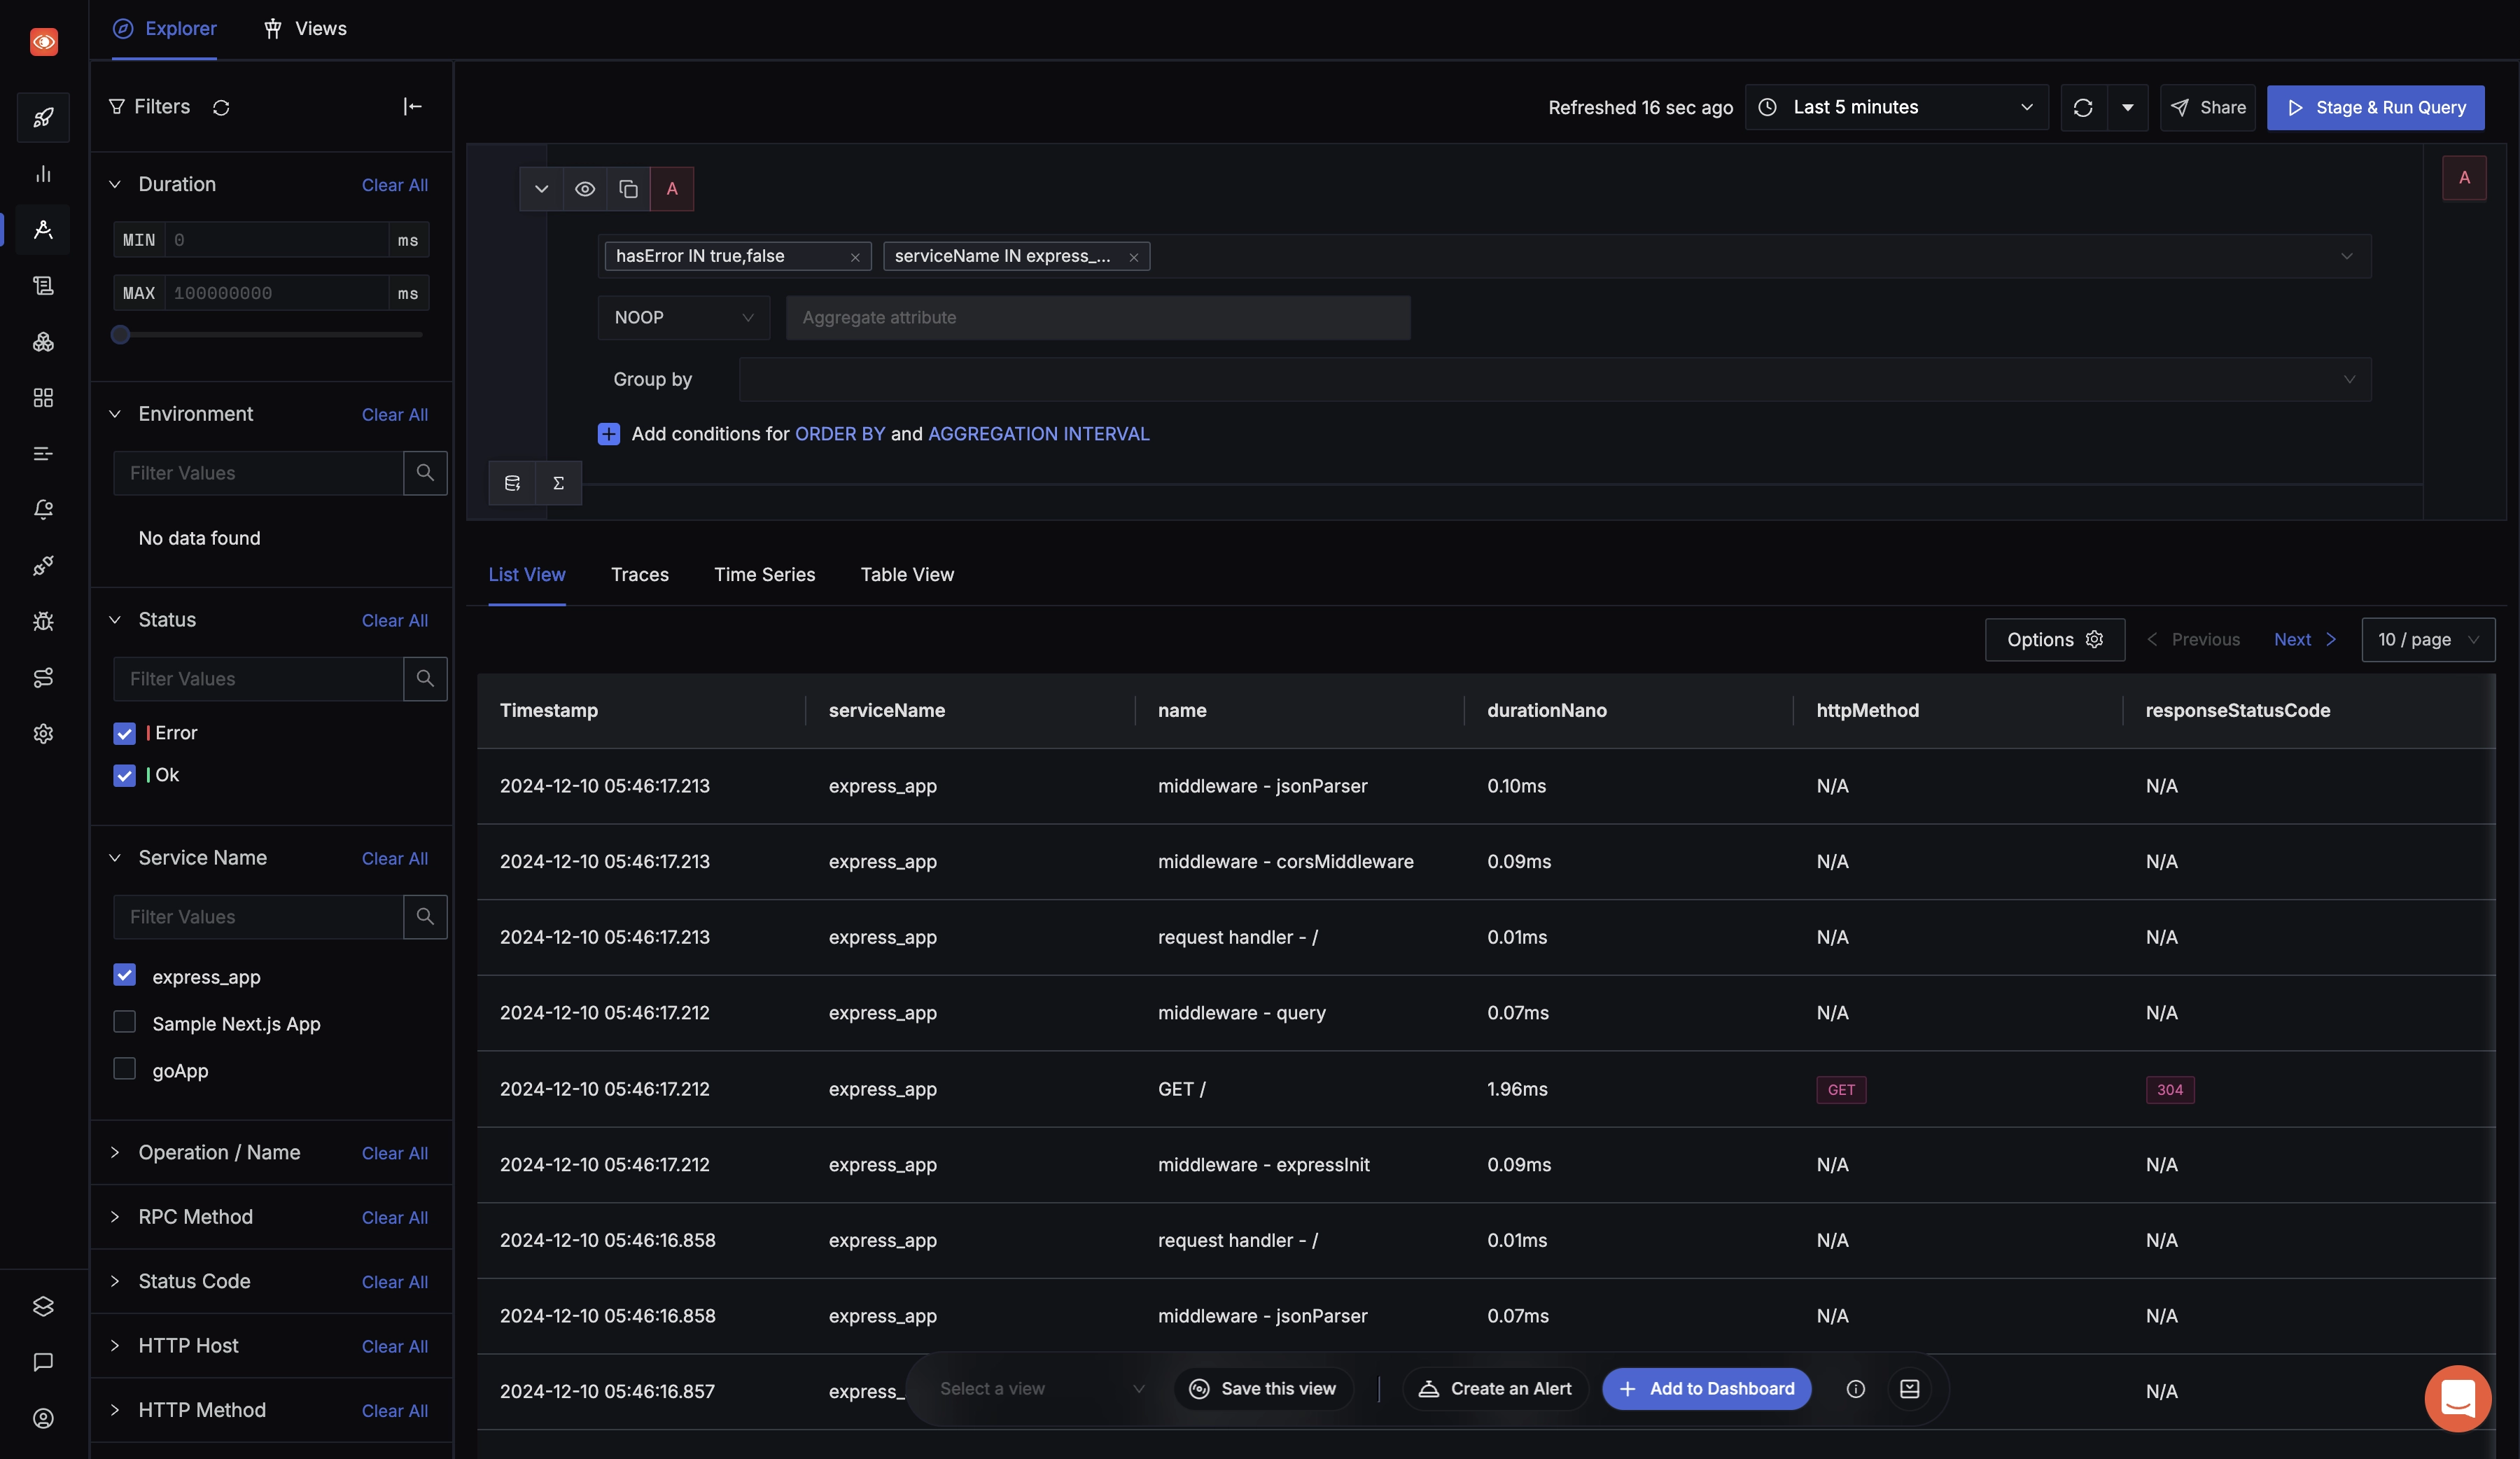 Explorer
Views
Filters
Refreshed 16 sec ago
Last 5 minutes
Share
Stage & Run Query
Duration
Clear All
MIN 0 ms
MAX 100000000 ms
Environment
Clear All
Filter Values
No data found
Status
Clear All
Filter Values
Error
Ok
Service Name
Clear All
Filter Values
express_app
Sample Next.js App
goApp
Operation / Name
Clear All
RPC Method
Clear All
Status Code
Clear All
HTTP Host
Clear All
HTTP Method
Clear All
A
A
hasError IN true,false
serviceName IN express_...
NOOP
Aggregate attribute
Group by
Add conditions for ORDER BY and AGGREGATION INTERVAL
Σ
List View
Traces
Time Series
Table View
Options
Previous
Next
10 / page
Timestamp serviceName name durationNano httpMethod responseStatusCode
2024-12-10 05:46:17.213 express_app middleware - jsonParser 0.10ms N/A N/A
2024-12-10 05:46:17.213 express_app middleware - corsMiddleware 0.09ms N/A N/A
2024-12-10 05:46:17.213 express_app request handler - / 0.01ms N/A N/A
2024-12-10 05:46:17.212 express_app middleware - query 0.07ms N/A N/A
2024-12-10 05:46:17.212 express_app GET / 1.96ms GET 304
2024-12-10 05:46:17.212 express_app middleware - expressInit 0.09ms N/A N/A
2024-12-10 05:46:16.858 express_app request handler - / 0.01ms N/A N/A
2024-12-10 05:46:16.858 express_app middleware - jsonParser 0.07ms N/A N/A
2024-12-10 05:46:16.857 express_ N/A
Select a view
Save this view
Create an Alert
Add to Dashboard